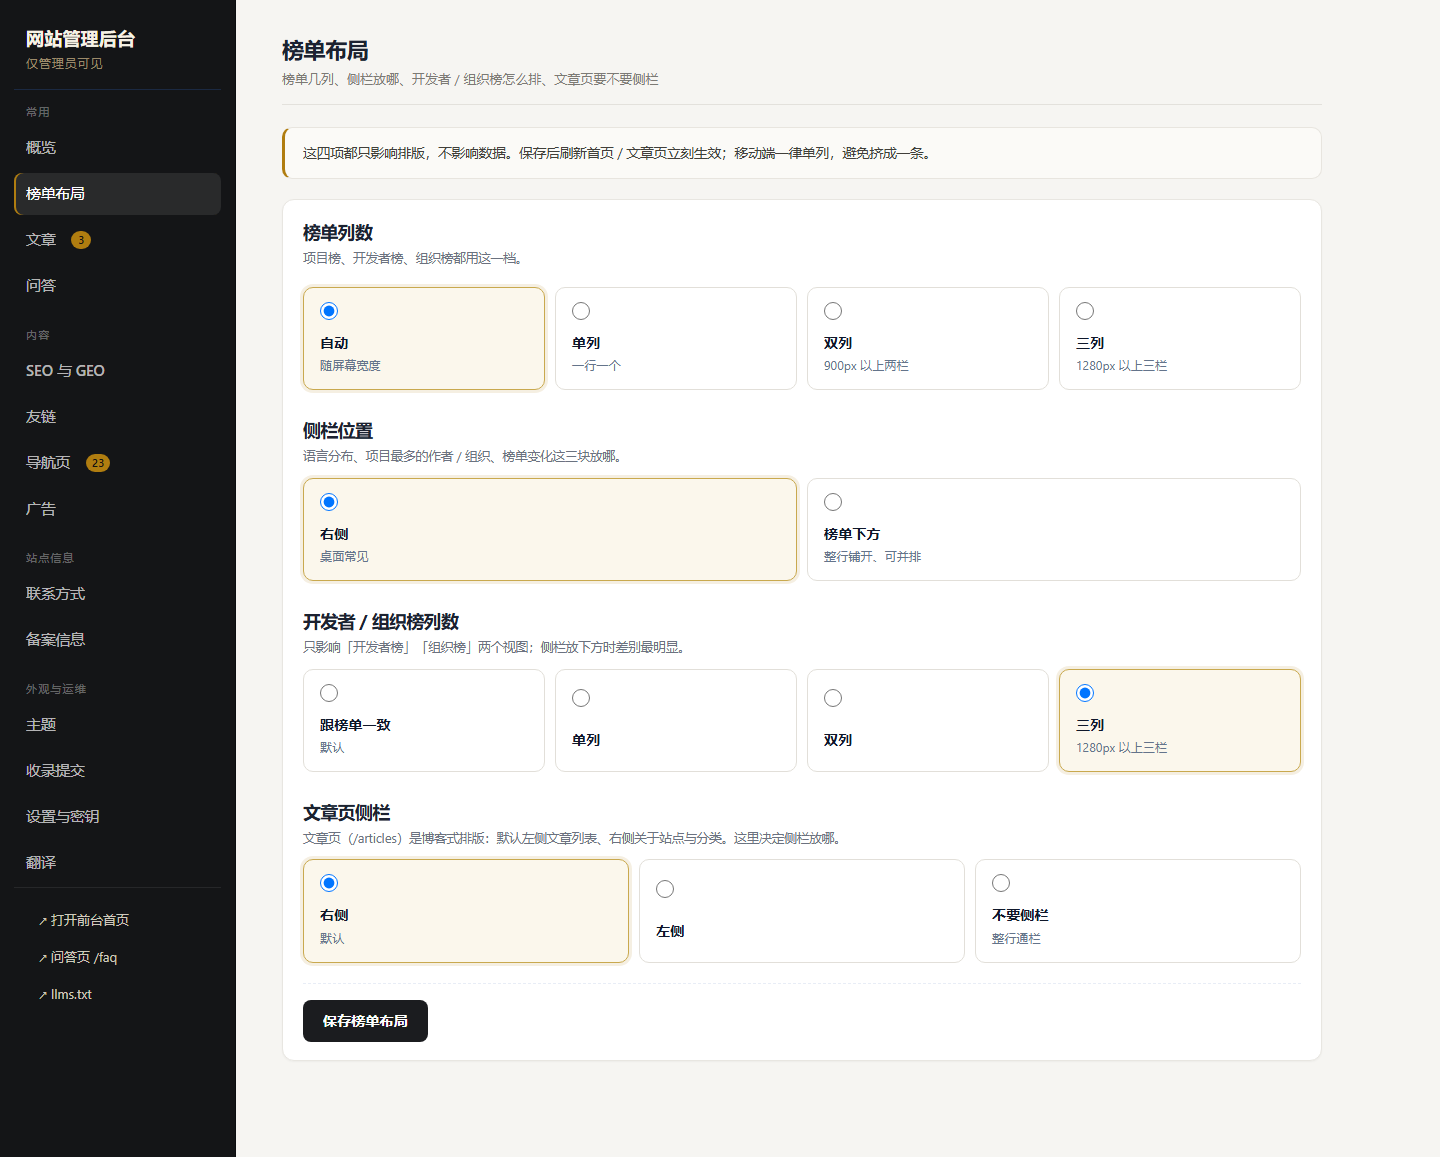 网站管理后台
仅管理员可见
常用
概览
榜单布局
文章 3
问答
内容
SEO 与 GEO
友链
导航页 23
广告
站点信息
联系方式
备案信息
外观与运维
主题
收录提交
设置与密钥
翻译
↗ 打开前台首页
↗ 问答页 /faq
↗ llms.txt
榜单布局
榜单几列、侧栏放哪、开发者 / 组织榜怎么排、文章页要不要侧栏
这四项都只影响排版，不影响数据。保存后刷新首页 / 文章页立刻生效；移动端一律单列，避免挤成一条。
榜单列数
项目榜、开发者榜、组织榜都用这一档。
自动
随屏幕宽度
单列
一行一个
双列
900px 以上两栏
三列
1280px 以上三栏
侧栏位置
语言分布、项目最多的作者 / 组织、榜单变化这三块放哪。
右侧
桌面常见
榜单下方
整行铺开、可并排
开发者 / 组织榜列数
只影响「开发者榜」「组织榜」两个视图；侧栏放下方时差别最明显。
跟榜单一致
默认
单列
双列
三列
1280px 以上三栏
文章页侧栏
文章页（/articles）是博客式排版：默认左侧文章列表、右侧关于站点与分类。这里决定侧栏放哪。
右侧
默认
左侧
不要侧栏
整行通栏
保存榜单布局